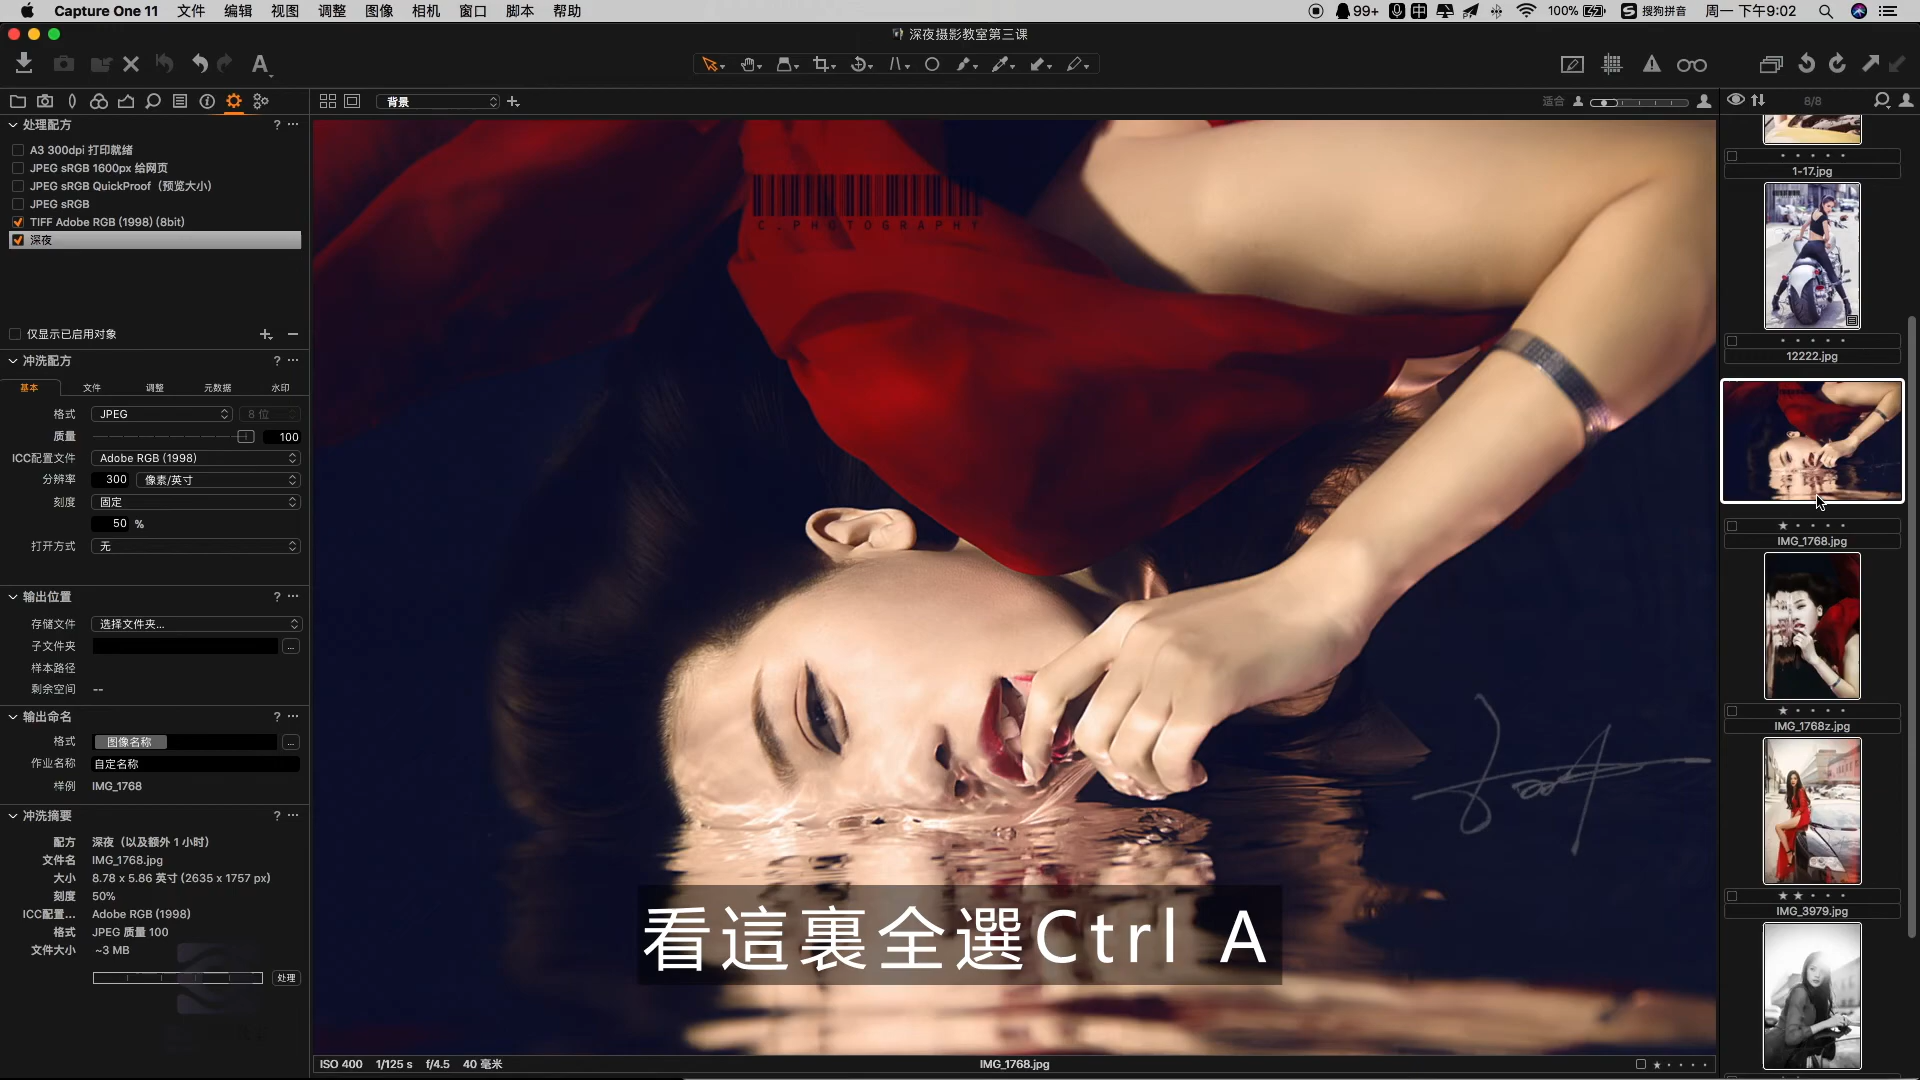 Capture One 11 文件 编辑 视图 调整 图像 相机 窗口 脚本 帮助
99+ 100% S 搜狗拼音 周一 下午9:02
深夜摄影教室第三课
背景
适合
8/8
处理配方
A3 300dpi 打印就绪
JPEG sRGB 1600px 给网页
JPEG sRGB QuickProof（预览大小）
JPEG sRGB
TIFF Adobe RGB (1998) (8bit)
深夜
仅显示已启用对象
冲洗配方
基本 文件 调整 元数据 水印
格式 JPEG 8 位
质量 100
ICC配置文件 Adobe RGB (1998)
分辨率 300 像素/英寸
刻度 固定
50 %
打开方式 无
输出位置
存储文件 选择文件夹...
子文件夹 ...
样本路径
剩余空间 --
输出命名
格式 图像名称 ...
作业名称 自定名称
样例 IMG_1768
冲洗摘要
配方 深夜（以及额外 1 小时）
文件名 IMG_1768.jpg
大小 8.78 x 5.86 英寸 (2635 x 1757 px)
刻度 50%
ICC配置... Adobe RGB (1998)
格式 JPEG 质量 100
文件大小 ~3 MB
处理
C.PHOTOGRAPHY
看這裏全選Ctrl A
ISO 400 1/125 s f/4.5 40 毫米
IMG_1768.jpg
1-17.jpg
12222.jpg
IMG_1768.jpg
IMG_1768z.jpg
IMG_3979.jpg